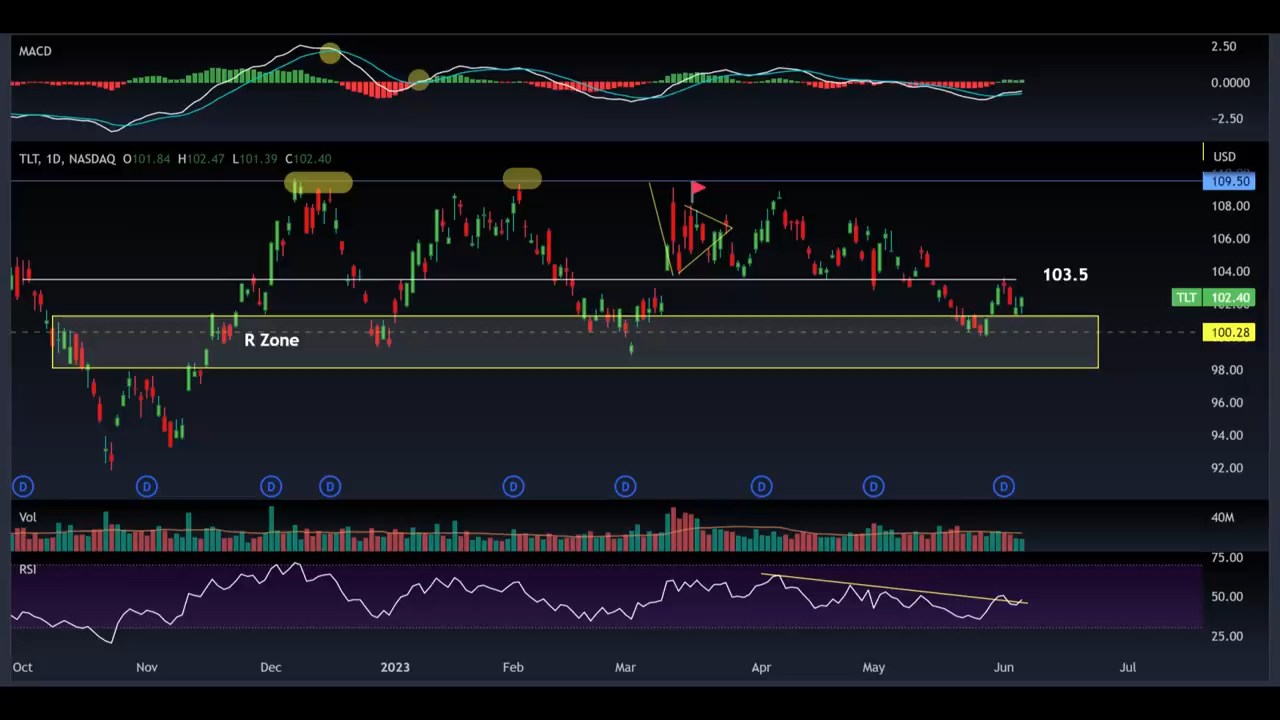 MACD
2.50
0.0000
−2.50
TLT, 1D, NASDAQ O101.84 H102.47 L101.39 C102.40
USD
109.50
108.00
106.00
104.00
103.5
TLT 102.40
R Zone
100.28
98.00
96.00
94.00
92.00
D D D D D D D D D
Vol
40M
75.00
RSI
50.00
25.00
Oct Nov Dec 2023 Feb Mar Apr May Jun Jul